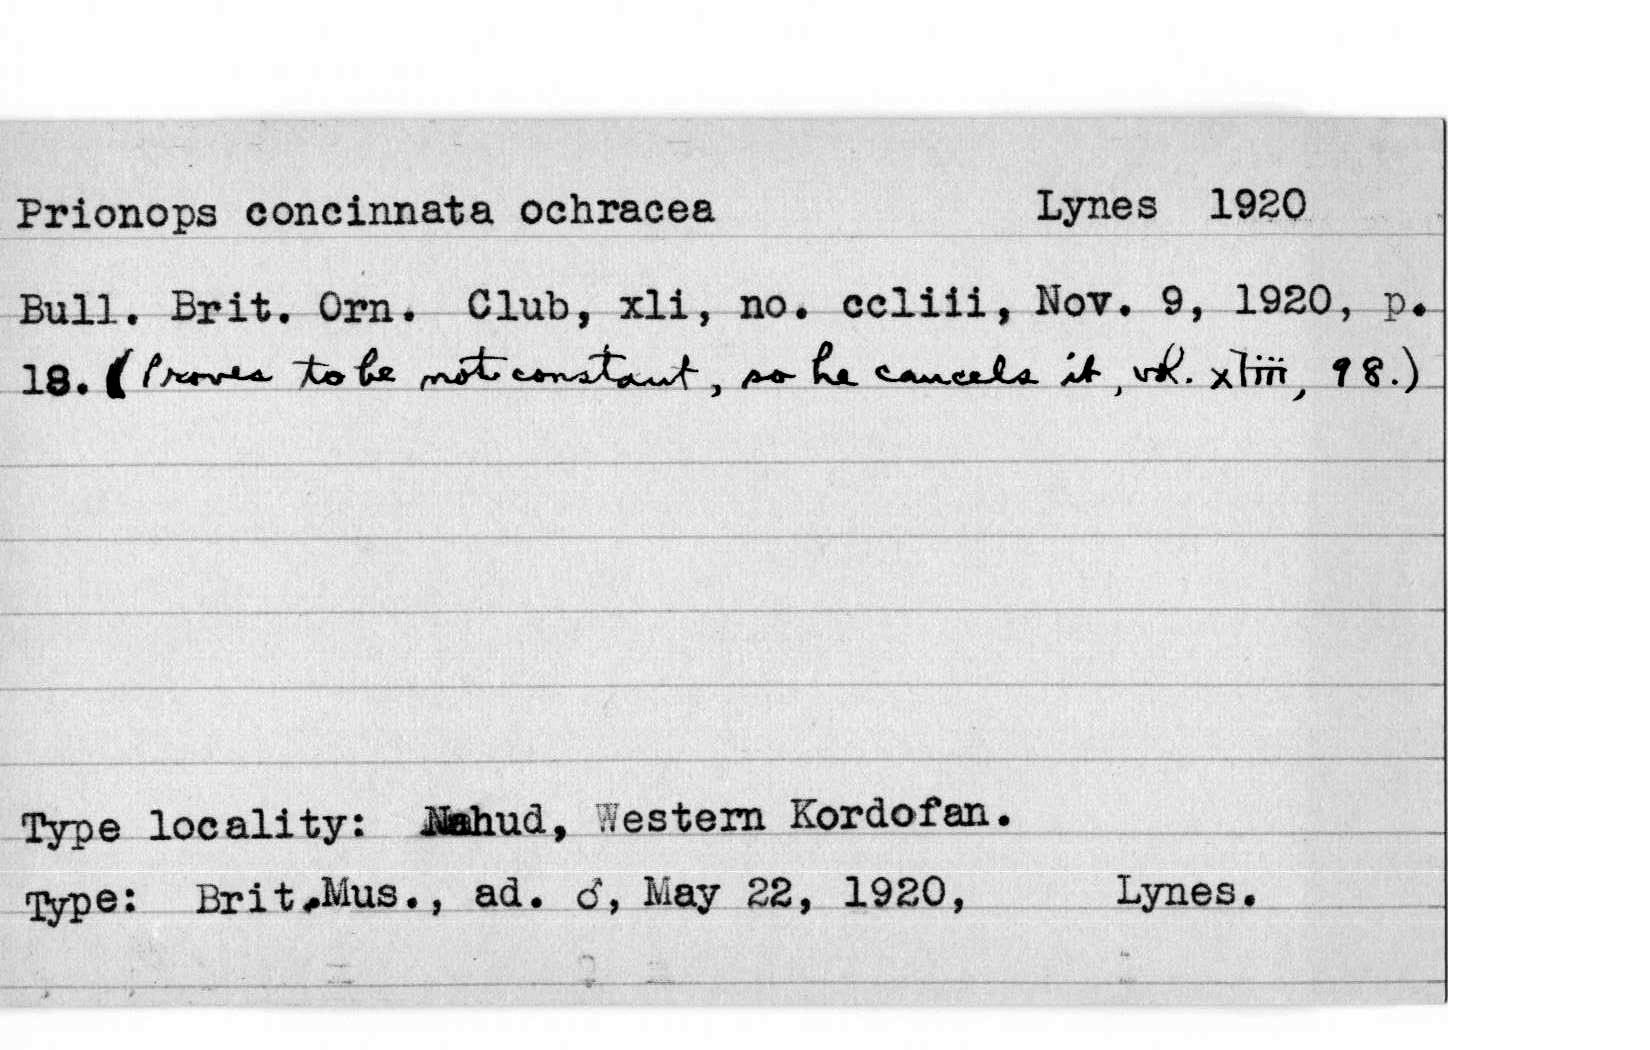 Prionops concinnata ochracea Lynes 1920
Bull. Brit. Orn. Club, xli, no. ccliii, Nov. 9, 1920, p.
18. (Proves to be not constant, so he cancels it, vol. xliii, 98.)
Type locality: Nahud, Western Kordofan.
Type: Brit. Mus., ad. ♂, May 22, 1920, Lynes.